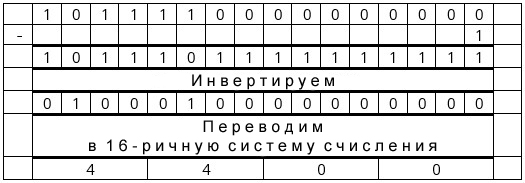 1 0 1 1 1 1 0 0 0 0 0 0 0 0 0 0
- 1
1 0 1 1 1 0 1 1 1 1 1 1 1 1 1 1
Инвертируем
0 1 0 0 0 1 0 0 0 0 0 0 0 0 0 0
Переводим
в 16-ричную систему счисления
4 4 0 0